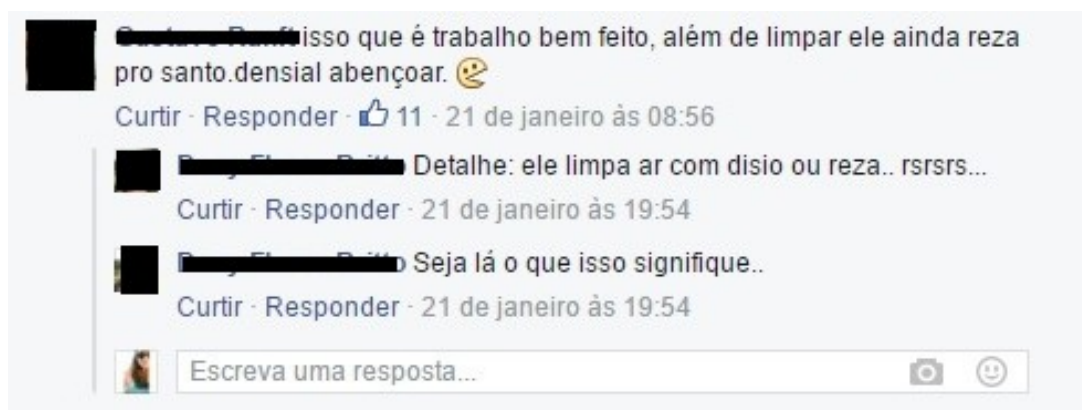 isso que é trabalho bem feito, além de limpar ele ainda reza
pro santo.densial abençoar.
Curtir · Responder · 11 · 21 de janeiro às 08:56
Detalhe: ele limpa ar com disio ou reza.. rsrsrs...
Curtir · Responder · 21 de janeiro às 19:54
Seja lá o que isso signifique..
Curtir · Responder · 21 de janeiro às 19:54
Escreva uma resposta...